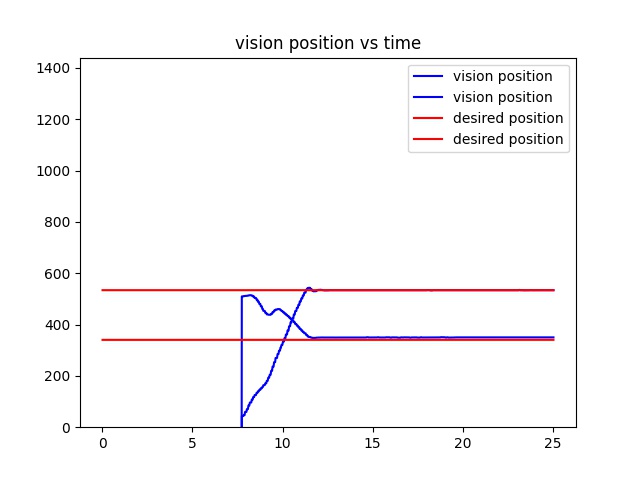 vision position vs time
vision position
vision position
desired position
desired position
1400
1200
1000
800
600
400
200
0
0 5 10 15 20 25